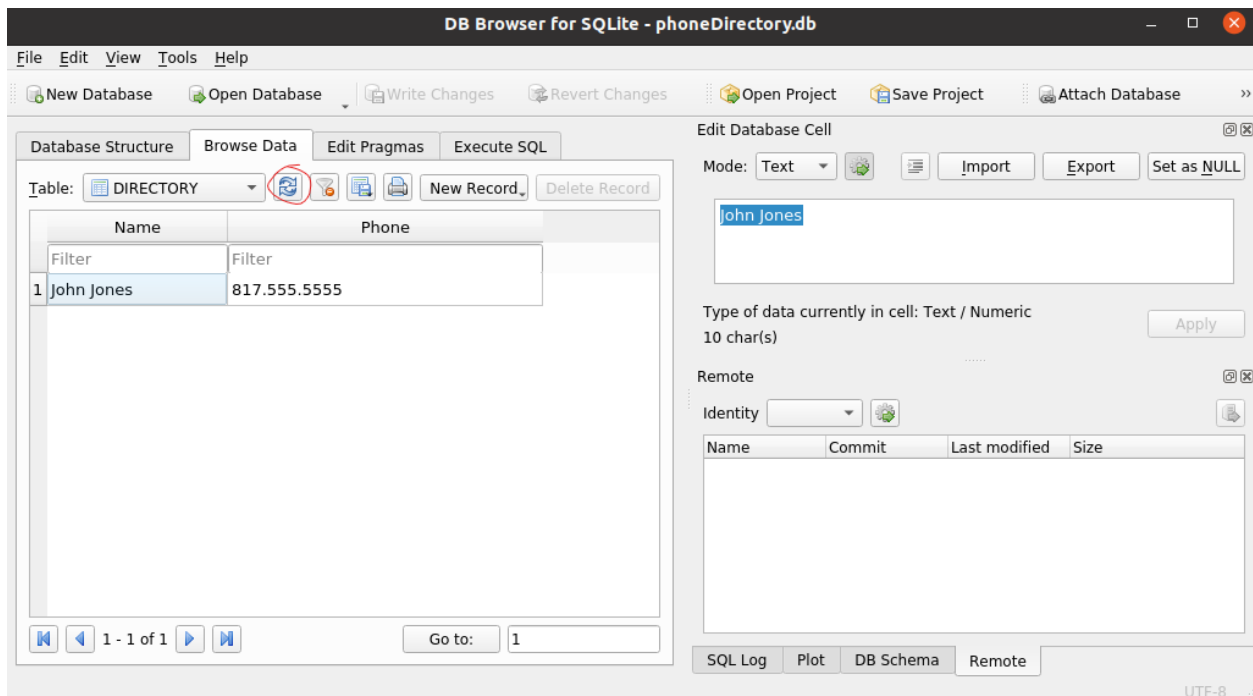 DB Browser for SQLite - phoneDirectory.db
File Edit View Tools Help
New Database Open Database Write Changes Revert Changes Open Project Save Project Attach Database »
Database Structure Browse Data Edit Pragmas Execute SQL
Table: DIRECTORY New Record Delete Record
Name Phone
Filter Filter
1 John Jones 817.555.5555
1 - 1 of 1 Go to: 1
Edit Database Cell
Mode: Text Import Export Set as NULL
John Jones
Type of data currently in cell: Text / Numeric
10 char(s)
Apply
Remote
Identity
Name Commit Last modified Size
SQL Log Plot DB Schema Remote
UTF-8